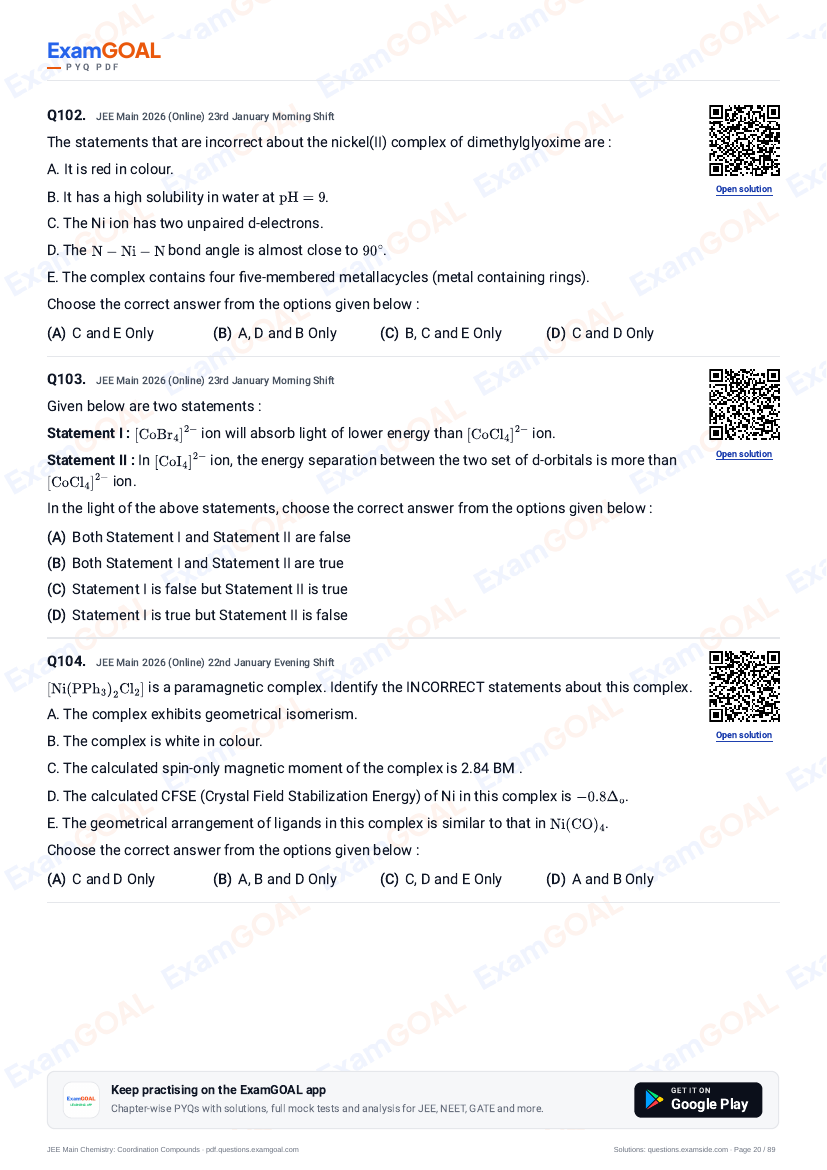 ExamGOAL
PYQ PDF
Q102. JEE Main 2026 (Online) 23rd January Morning Shift
The statements that are incorrect about the nickel(II) complex of dimethylglyoxime are :
A. It is red in colour.
B. It has a high solubility in water at pH = 9.
C. The Ni ion has two unpaired d-electrons.
D. The N − Ni − N bond angle is almost close to 90°.
E. The complex contains four five-membered metallacycles (metal containing rings).
Choose the correct answer from the options given below :
(A) C and E Only (B) A, D and B Only (C) B, C and E Only (D) C and D Only
Open solution
Q103. JEE Main 2026 (Online) 23rd January Morning Shift
Given below are two statements :
Statement I : [CoBr₄]²⁻ ion will absorb light of lower energy than [CoCl₄]²⁻ ion.
Statement II : In [CoI₄]²⁻ ion, the energy separation between the two set of d-orbitals is more than
[CoCl₄]²⁻ ion.
In the light of the above statements, choose the correct answer from the options given below :
(A) Both Statement I and Statement II are false
(B) Both Statement I and Statement II are true
(C) Statement I is false but Statement II is true
(D) Statement I is true but Statement II is false
Open solution
Q104. JEE Main 2026 (Online) 22nd January Evening Shift
[Ni(PPh₃)₂Cl₂] is a paramagnetic complex. Identify the INCORRECT statements about this complex.
A. The complex exhibits geometrical isomerism.
B. The complex is white in colour.
C. The calculated spin-only magnetic moment of the complex is 2.84 BM .
D. The calculated CFSE (Crystal Field Stabilization Energy) of Ni in this complex is −0.8Δₒ.
E. The geometrical arrangement of ligands in this complex is similar to that in Ni(CO)₄.
Choose the correct answer from the options given below :
(A) C and D Only (B) A, B and D Only (C) C, D and E Only (D) A and B Only
Open solution
ExamGOAL
Keep practising on the ExamGOAL app
Chapter-wise PYQs with solutions, full mock tests and analysis for JEE, NEET, GATE and more.
GET IT ON
Google Play
JEE Main Chemistry: Coordination Compounds · pdf.questions.examgoal.com
Solutions: questions.examside.com · Page 20 / 89